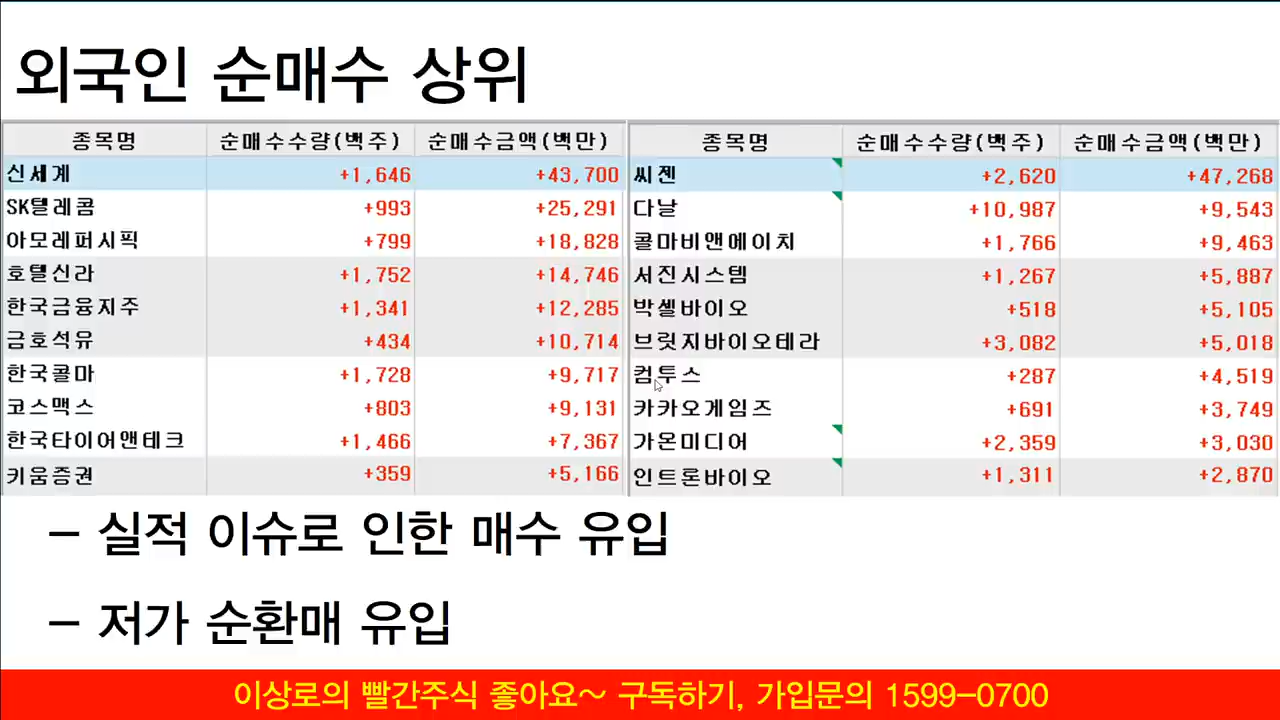 외국인 순매수 상위
종목명 순매수수량(백주) 순매수금액(백만) 종목명 순매수수량(백주) 순매수금액(백만)
신세계 +1,646 +43,700 씨젠 +2,620 +47,268
SK텔레콤 +993 +25,291 다날 +10,987 +9,543
아모레퍼시픽 +799 +18,828 콜마비앤에이치 +1,766 +9,463
호텔신라 +1,752 +14,746 서진시스템 +1,267 +5,887
한국금융지주 +1,341 +12,285 박셀바이오 +518 +5,105
금호석유 +434 +10,714 브릿지바이오테라 +3,082 +5,018
한국콜마 +1,728 +9,717 컴투스 +287 +4,519
코스맥스 +803 +9,131 카카오게임즈 +691 +3,749
한국타이어앤테크 +1,466 +7,367 가온미디어 +2,359 +3,030
키움증권 +359 +5,166 인트론바이오 +1,311 +2,870
- 실적 이슈로 인한 매수 유입
- 저가 순환매 유입
이상로의 빨간주식 좋아요~ 구독하기, 가입문의 1599-0700